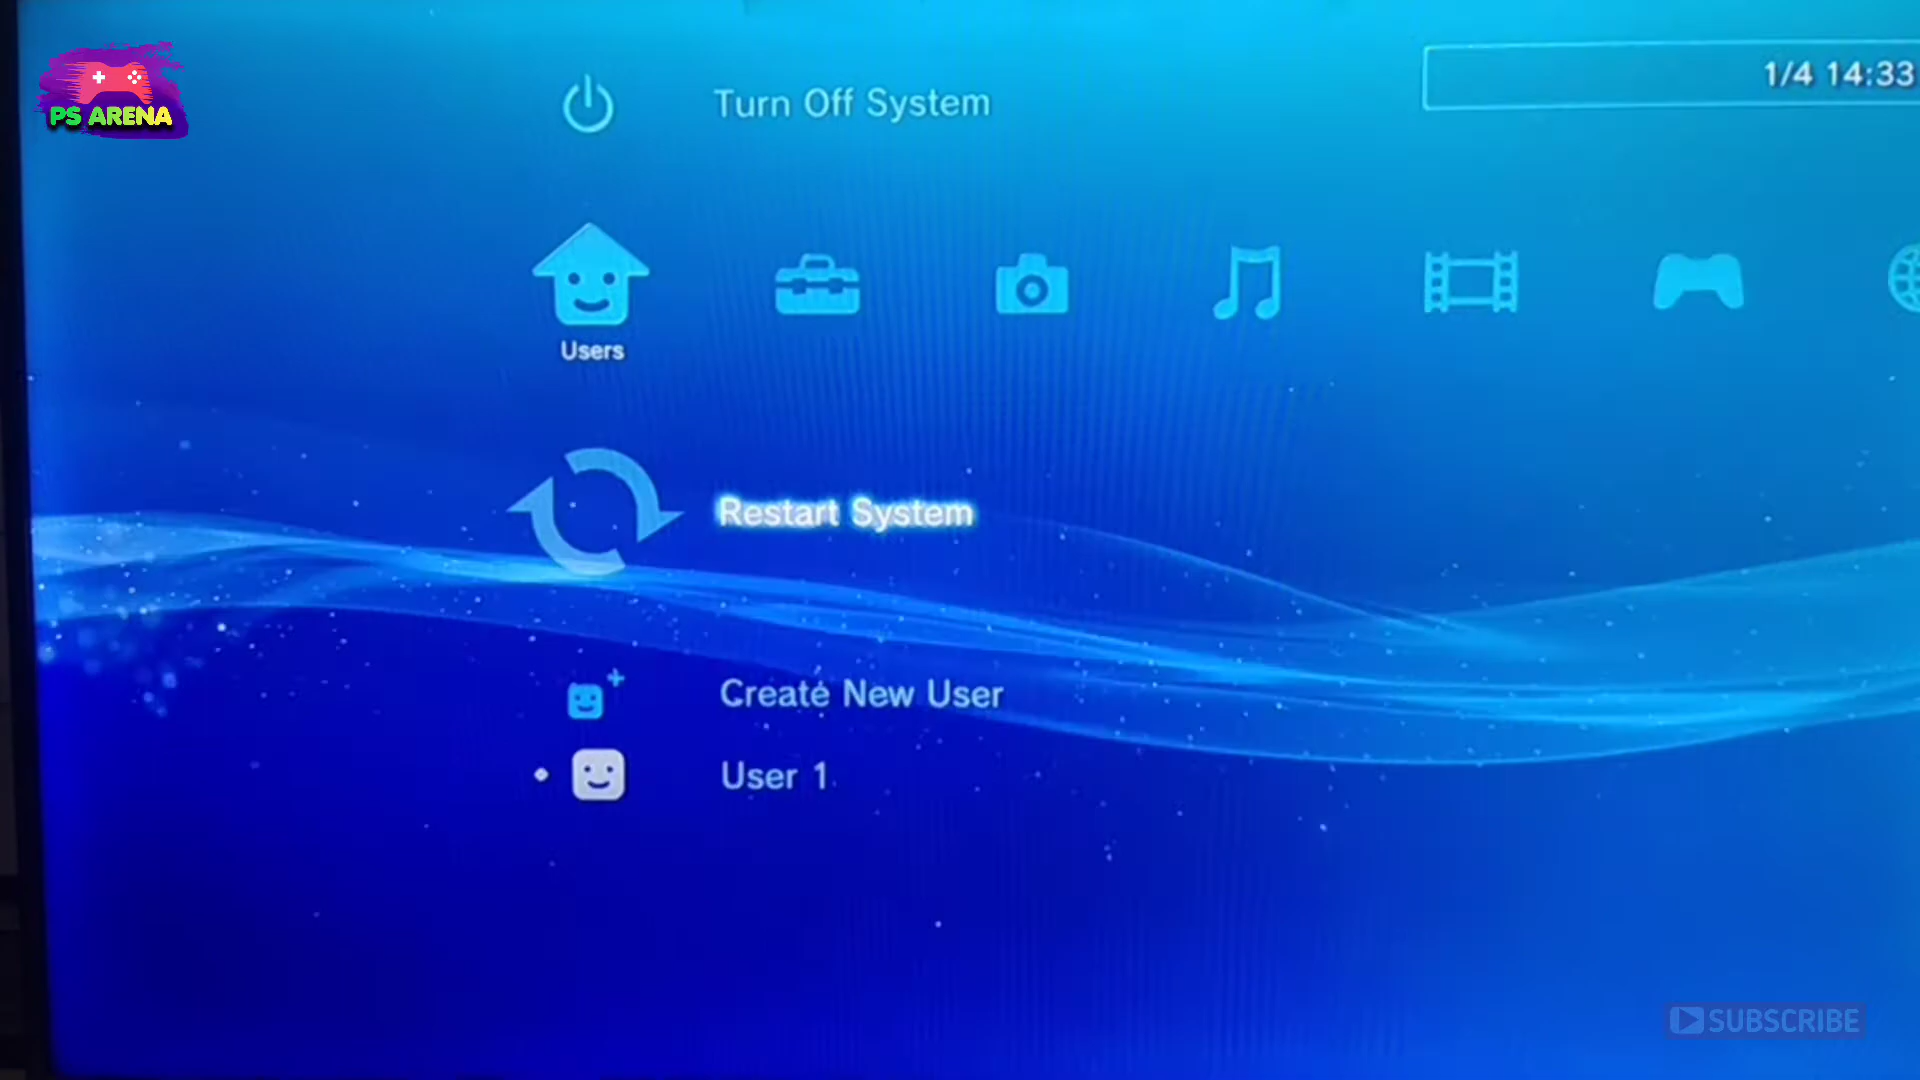 PS ARENA
Turn Off System
1/4 14:33
Users
Restart System
Create New User
User 1
SUBSCRIBE